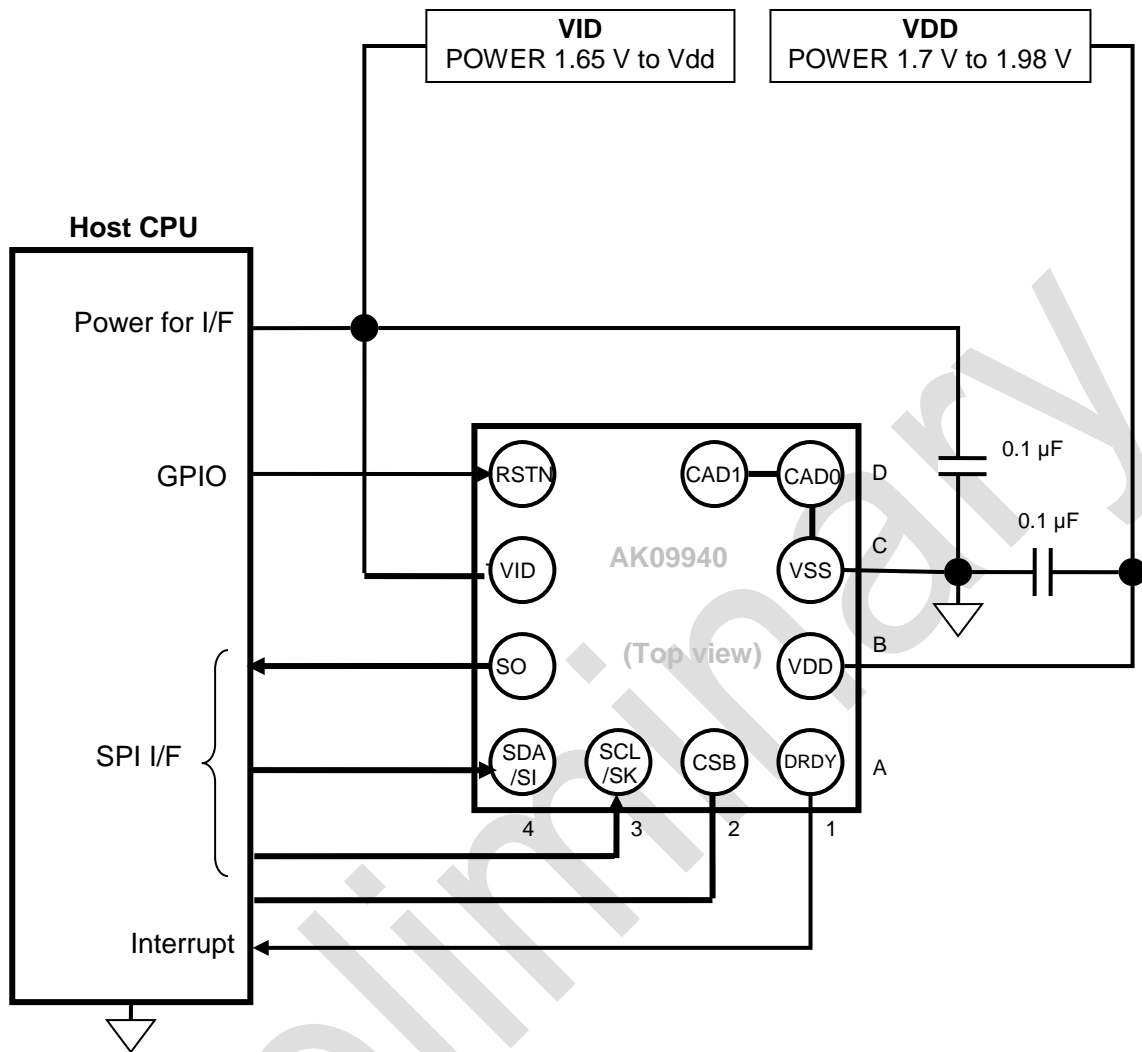 VID
POWER 1.65 V to Vdd
VDD
POWER 1.7 V to 1.98 V
Host CPU
Power for I/F
GPIO
SPI I/F
Interrupt
RSTN
CAD1
CAD0
D
0.1 µF
0.1 µF
VID
AK09940
VSS
C
SO
(Top view)
VDD
B
SDA
/SI
SCL
/SK
CSB
DRDY
A
4
3
2
1
eliminary